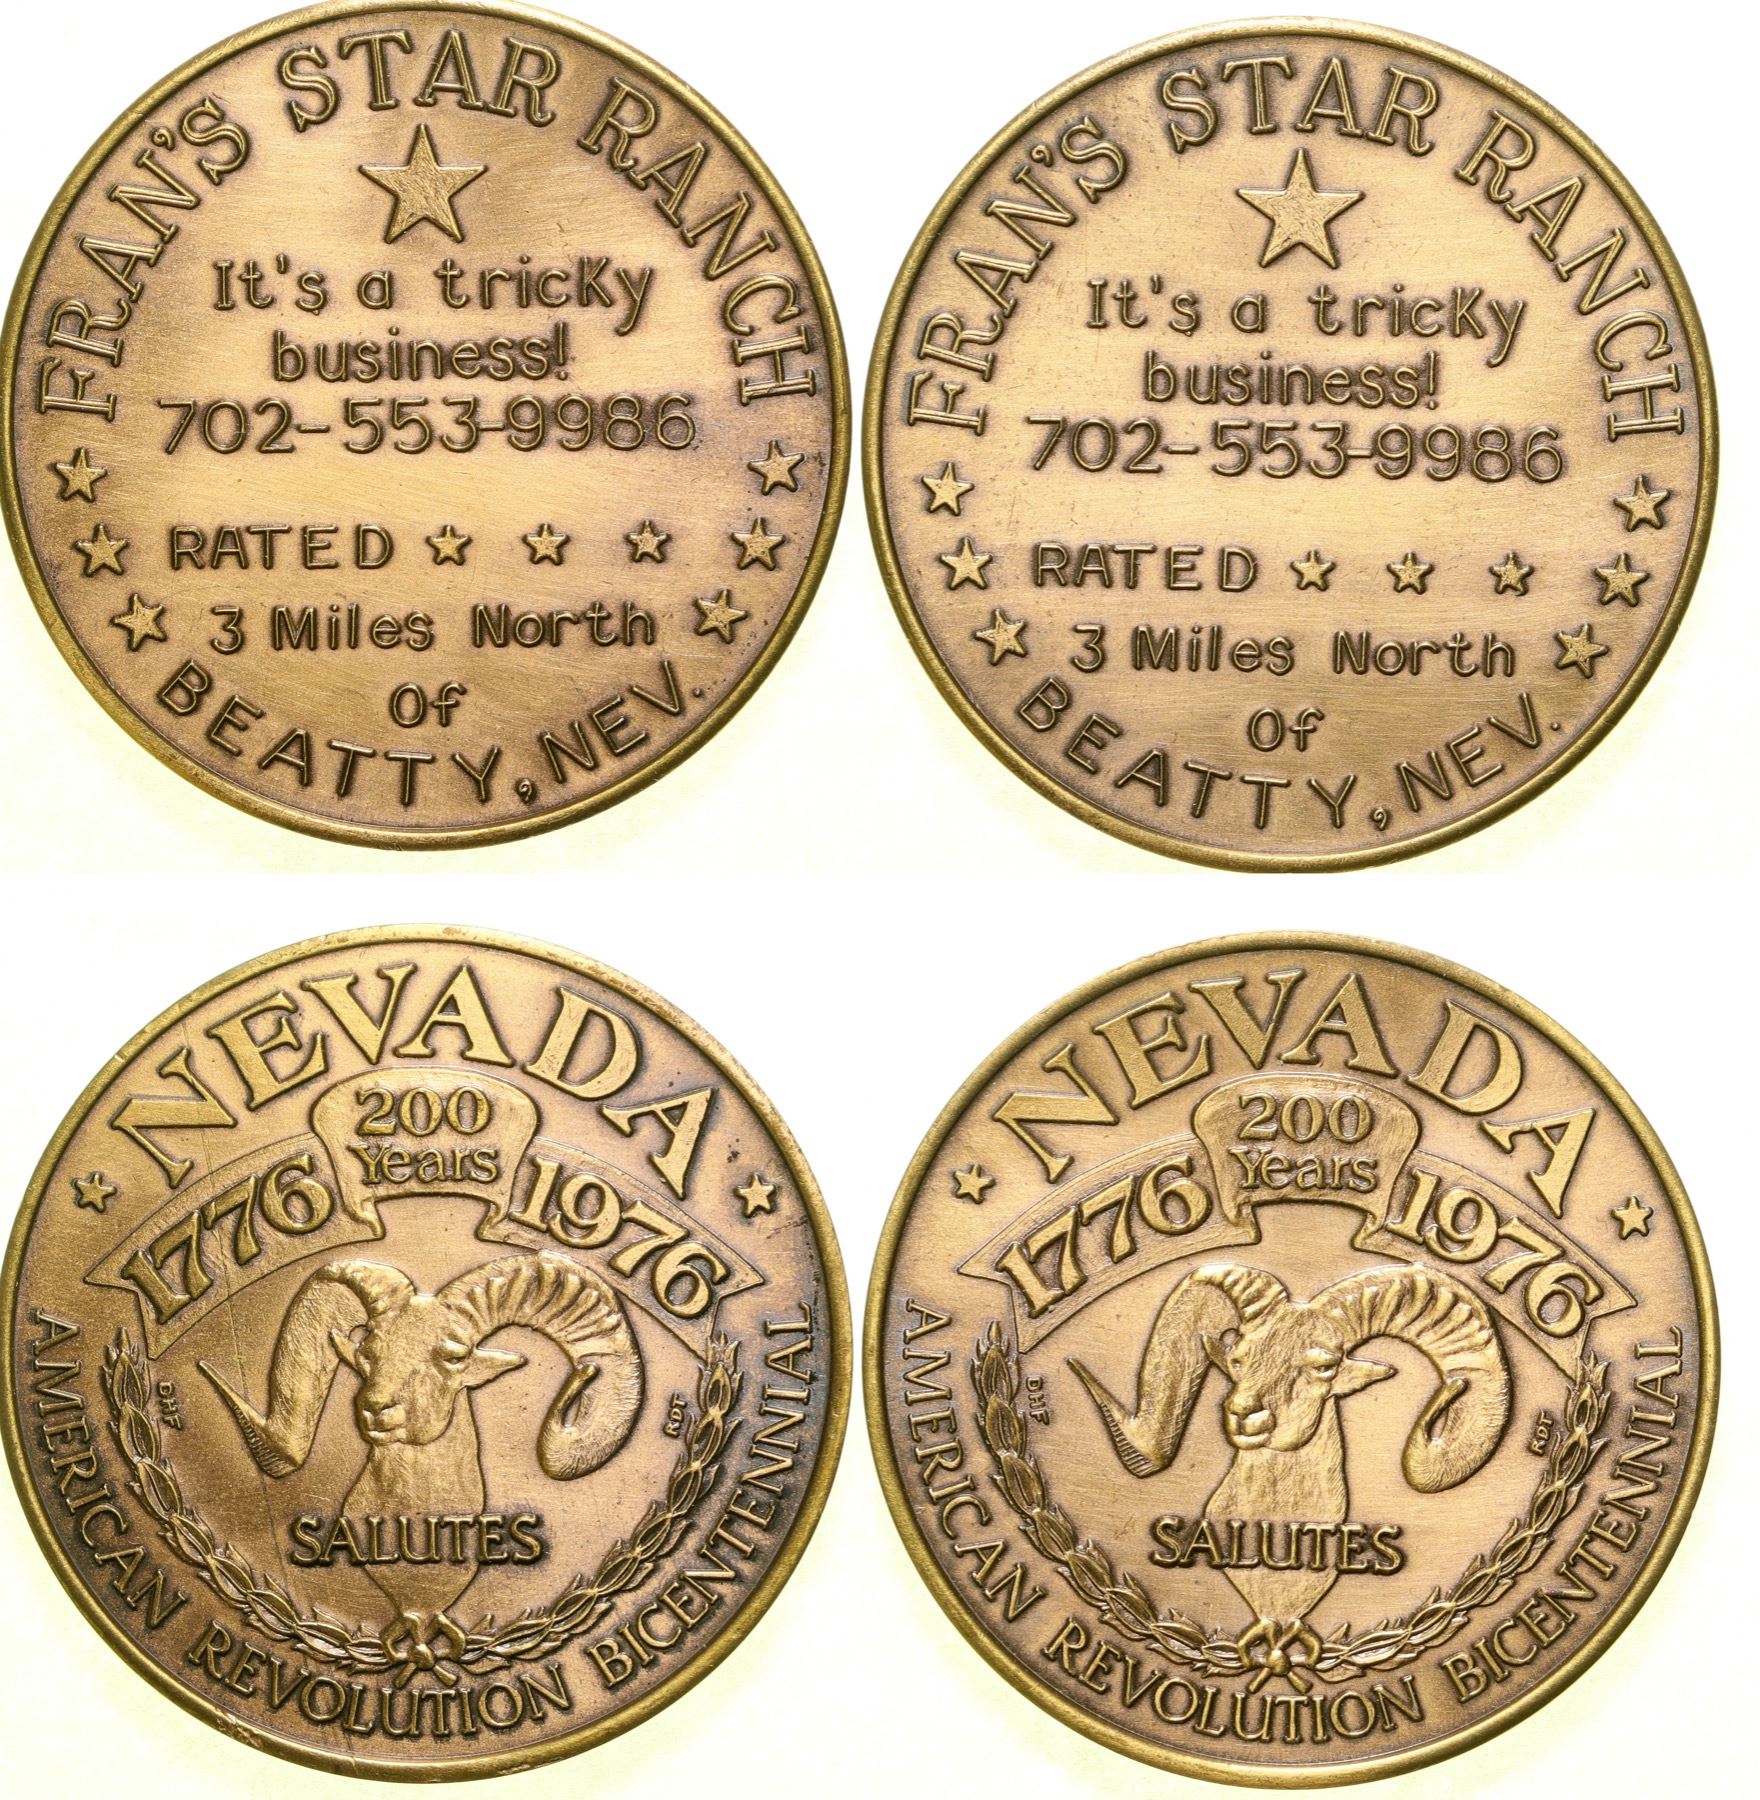 FRAN'S STAR RANCH
It's a tricKy
business!
702-553-9986
RATED
3 Miles North
Of
BEATTY, NEV.
FRAN'S STAR RANCH
It's a tricKy
business!
702-553-9986
RATED
3 Miles North
Of
BEATTY, NEV.
NEVADA
200
Years
1776 1976
DHF
RDT
SALUTES
AMERICAN REVOLUTION BICENTENNIAL
NEVADA
200
Years
1776 1976
DHF
RDT
SALUTES
AMERICAN REVOLUTION BICENTENNIAL